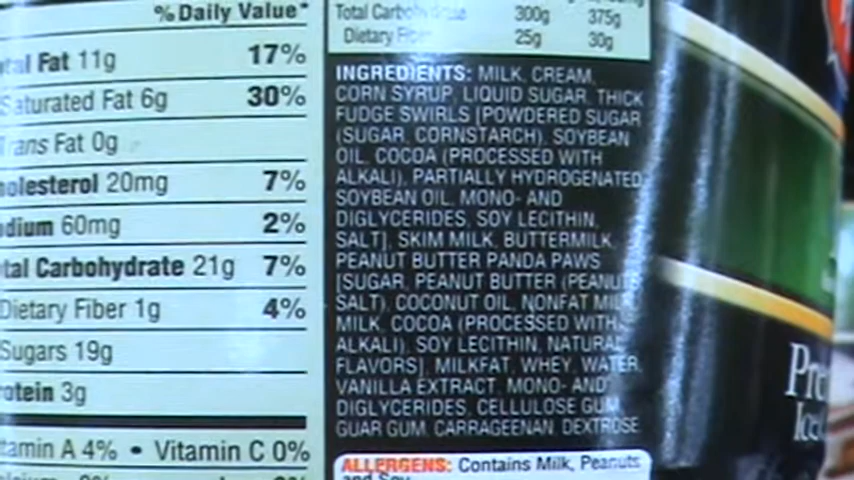 % Daily Value*
Fat 11g 17%
Saturated Fat 6g 30%
Trans Fat 0g
Cholesterol 20mg 7%
Sodium 60mg 2%
Total Carbohydrate 21g 7%
Dietary Fiber 1g 4%
Sugars 19g
Protein 3g
Vitamin A 4% • Vitamin C 0%
Total Carbohydrate 300g 375g
Dietary Fiber 25g 30g
INGREDIENTS: MILK, CREAM,
CORN SYRUP, LIQUID SUGAR, THICK
FUDGE SWIRLS [POWDERED SUGAR
(SUGAR, CORNSTARCH), SOYBEAN
OIL, COCOA (PROCESSED WITH
ALKALI), PARTIALLY HYDROGENATED
SOYBEAN OIL, MONO- AND
DIGLYCERIDES, SOY LECITHIN,
SALT], SKIM MILK, BUTTERMILK,
PEANUT BUTTER PANDA PAWS
[SUGAR, PEANUT BUTTER (PEANUTS,
SALT), COCONUT OIL, NONFAT MILK,
MILK, COCOA (PROCESSED WITH
ALKALI), SOY LECITHIN, NATURAL
FLAVORS], MILKFAT, WHEY, WATER,
VANILLA EXTRACT, MONO- AND
DIGLYCERIDES, CELLULOSE GUM,
GUAR GUM, CARRAGEENAN, DEXTROSE
ALLERGENS: Contains Milk, Peanuts
and Soy